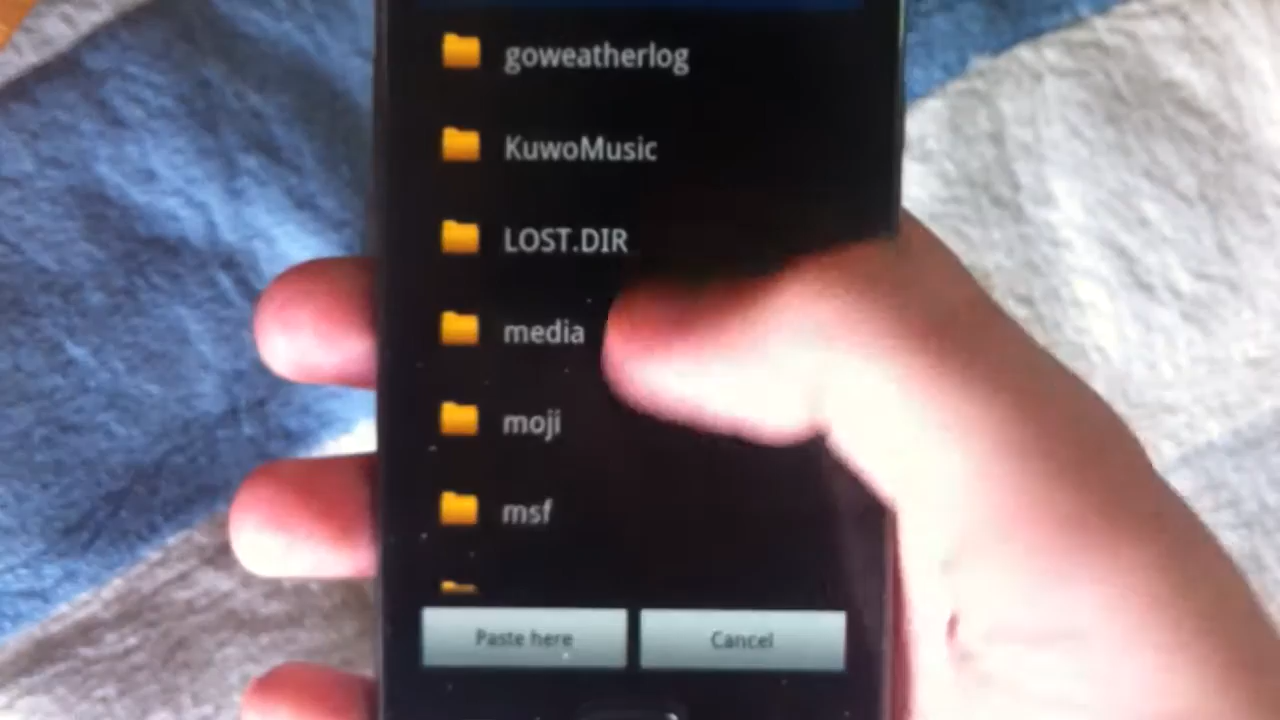 goweatherlog
KuwoMusic
LOST.DIR
media
moji
msf
Paste here
Cancel